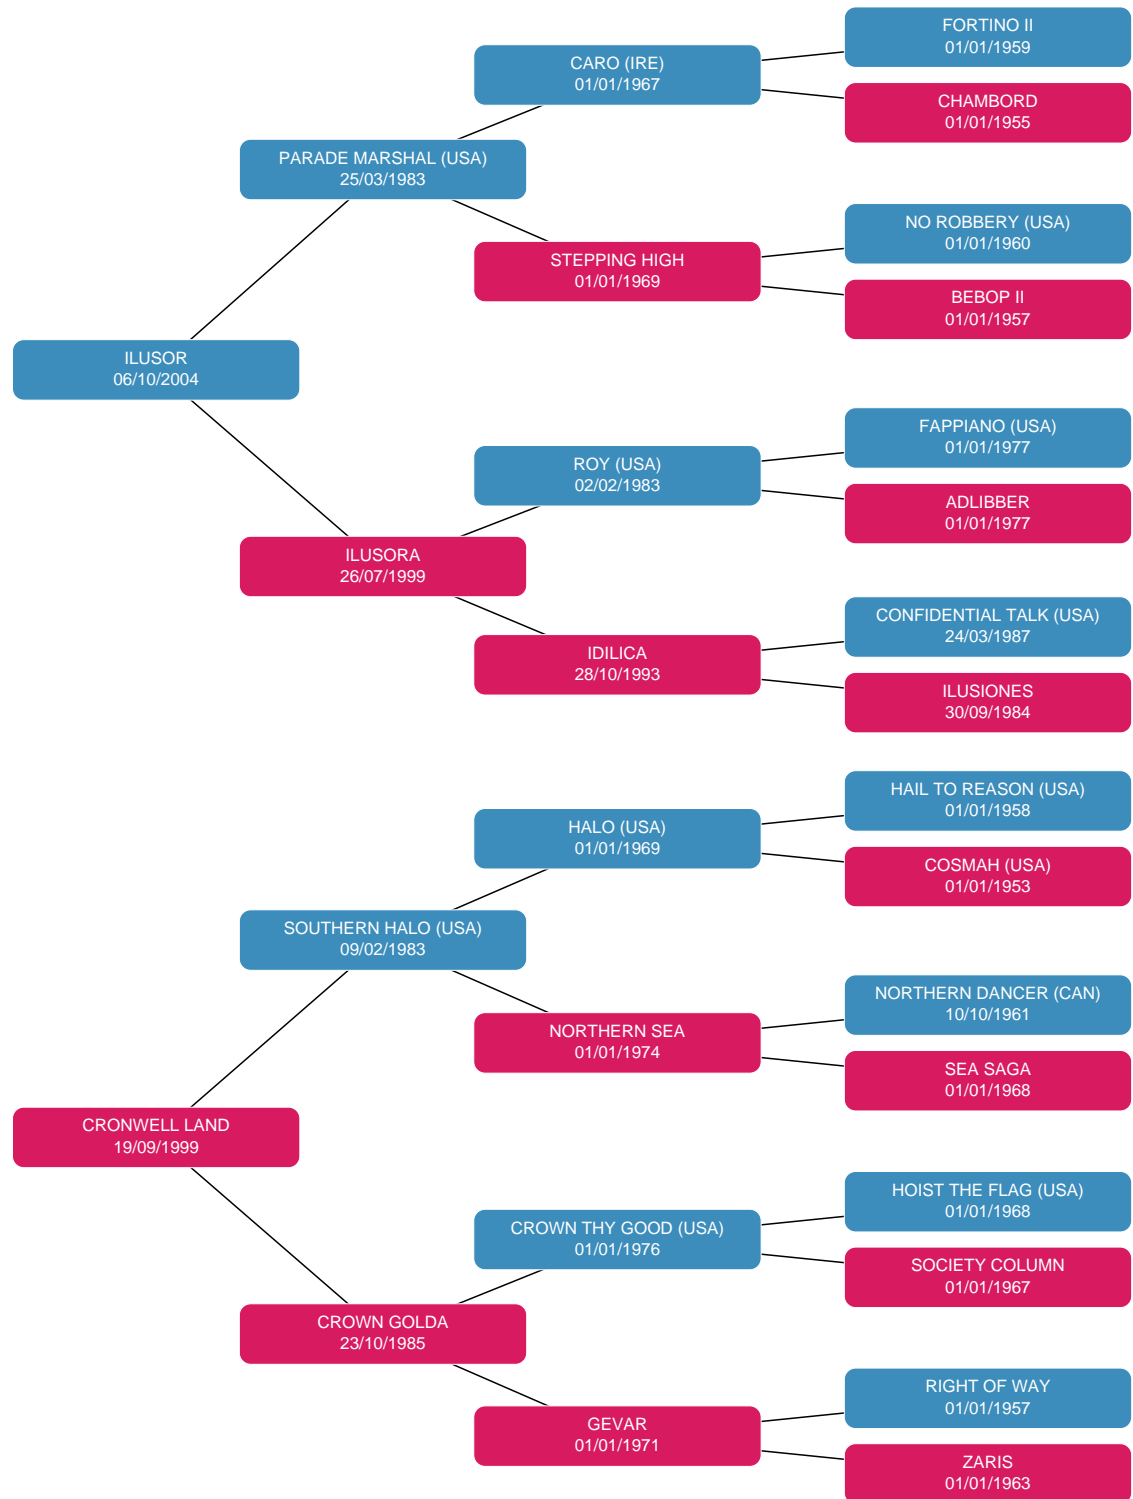 FORTINO II
01/01/1959
CARO (IRE)
01/01/1967
CHAMBORD
01/01/1955
PARADE MARSHAL (USA)
25/03/1983
NO ROBBERY (USA)
01/01/1960
STEPPING HIGH
01/01/1969
BEBOP II
01/01/1957
ILUSOR
06/10/2004
FAPPIANO (USA)
01/01/1977
ROY (USA)
02/02/1983
ADLIBBER
01/01/1977
ILUSORA
26/07/1999
CONFIDENTIAL TALK (USA)
24/03/1987
IDILICA
28/10/1993
ILUSIONES
30/09/1984
HAIL TO REASON (USA)
01/01/1958
HALO (USA)
01/01/1969
COSMAH (USA)
01/01/1953
SOUTHERN HALO (USA)
09/02/1983
NORTHERN DANCER (CAN)
10/10/1961
NORTHERN SEA
01/01/1974
SEA SAGA
01/01/1968
CRONWELL LAND
19/09/1999
HOIST THE FLAG (USA)
01/01/1968
CROWN THY GOOD (USA)
01/01/1976
SOCIETY COLUMN
01/01/1967
CROWN GOLDA
23/10/1985
RIGHT OF WAY
01/01/1957
GEVAR
01/01/1971
ZARIS
01/01/1963